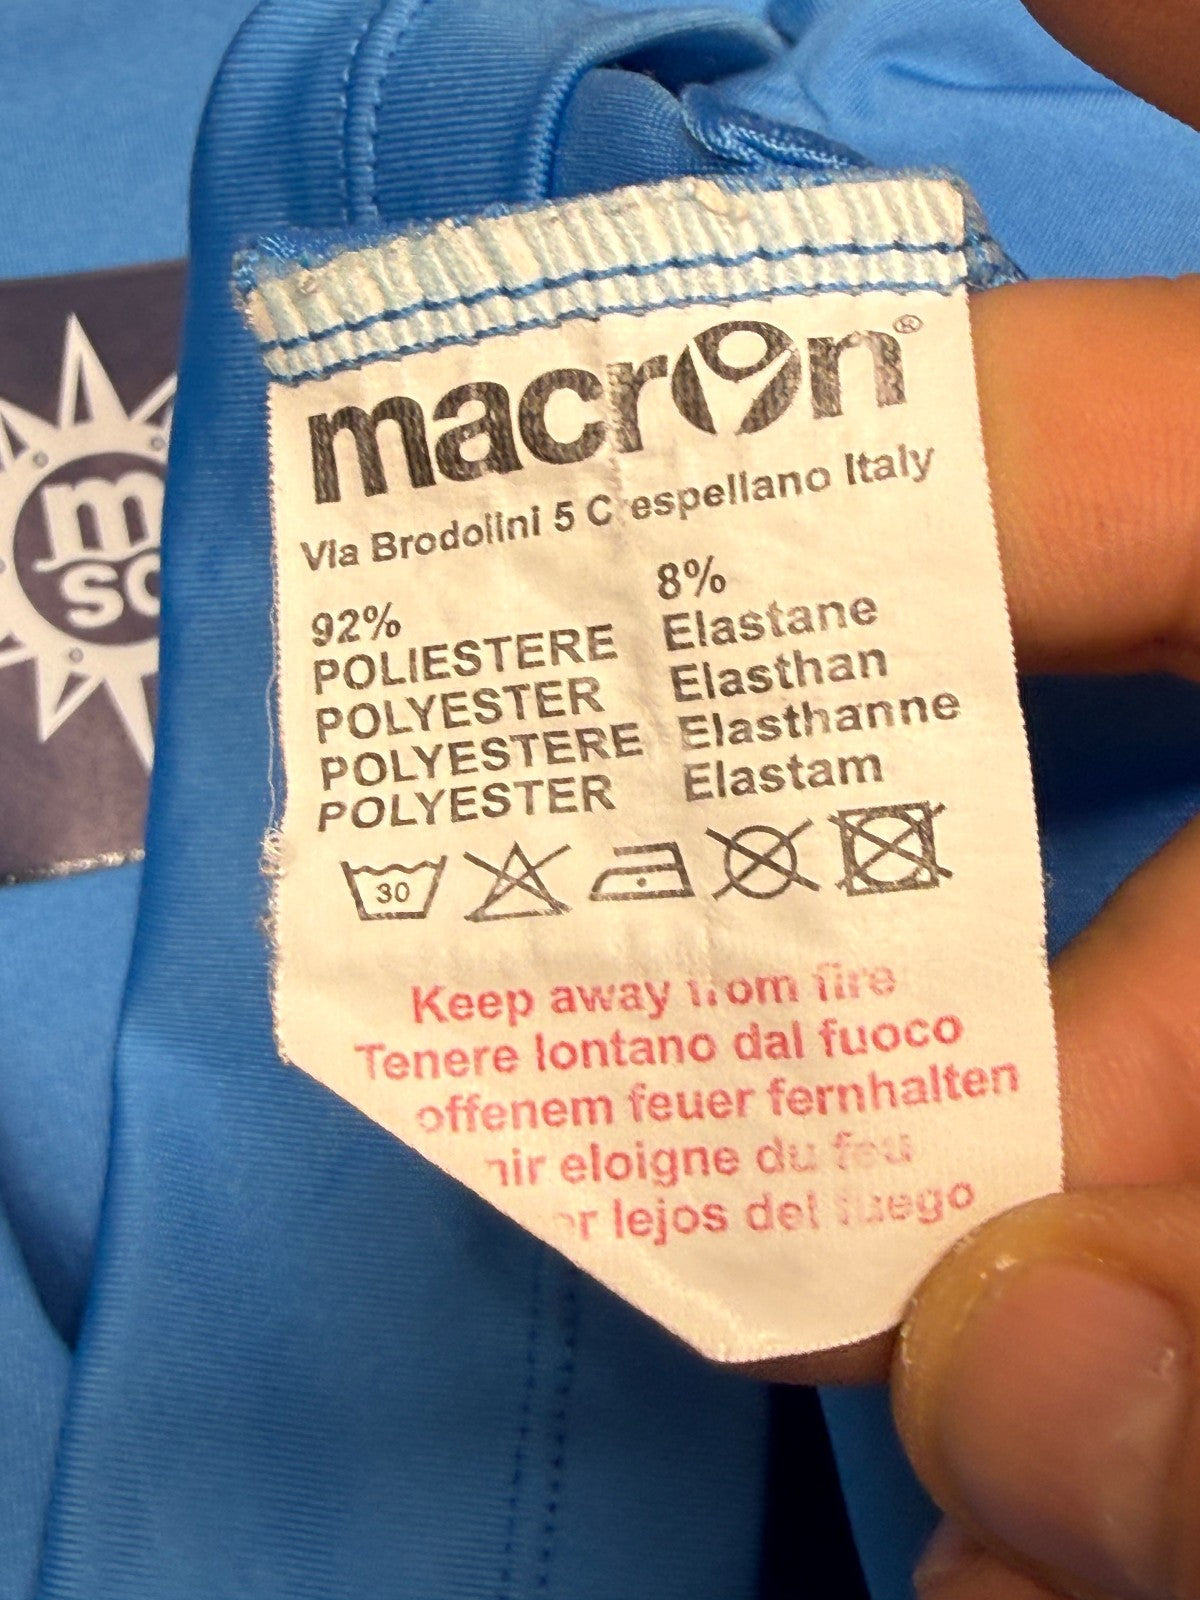 macron®
Via Brodolini 5 Crespellano Italy
92% 8%
POLIESTERE Elastane
POLYESTER Elasthan
POLYESTERE Elasthanne
POLYESTER Elastam
30
Keep away from fire
Tenere lontano dal fuoco
offenem feuer fernhalten
eloigne du feu
lejos del fuego